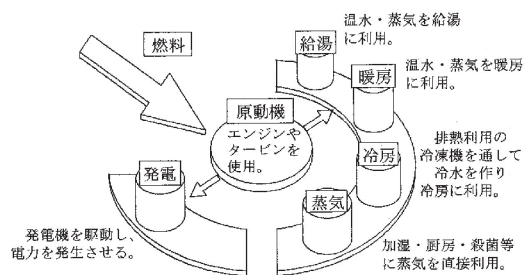 燃料
給湯
温水・蒸気を給湯
に利用。
暖房
温水・蒸気を暖房
に利用。
原動機
エンジンや
タービンを
使用。
冷房
排熱利用の
冷凍機を通して
冷水を作り
冷房に利用。
発電
発電機を駆動し、
電力を発生させる。
蒸気
加湿・厨房・殺菌等
に蒸気を直接利用。